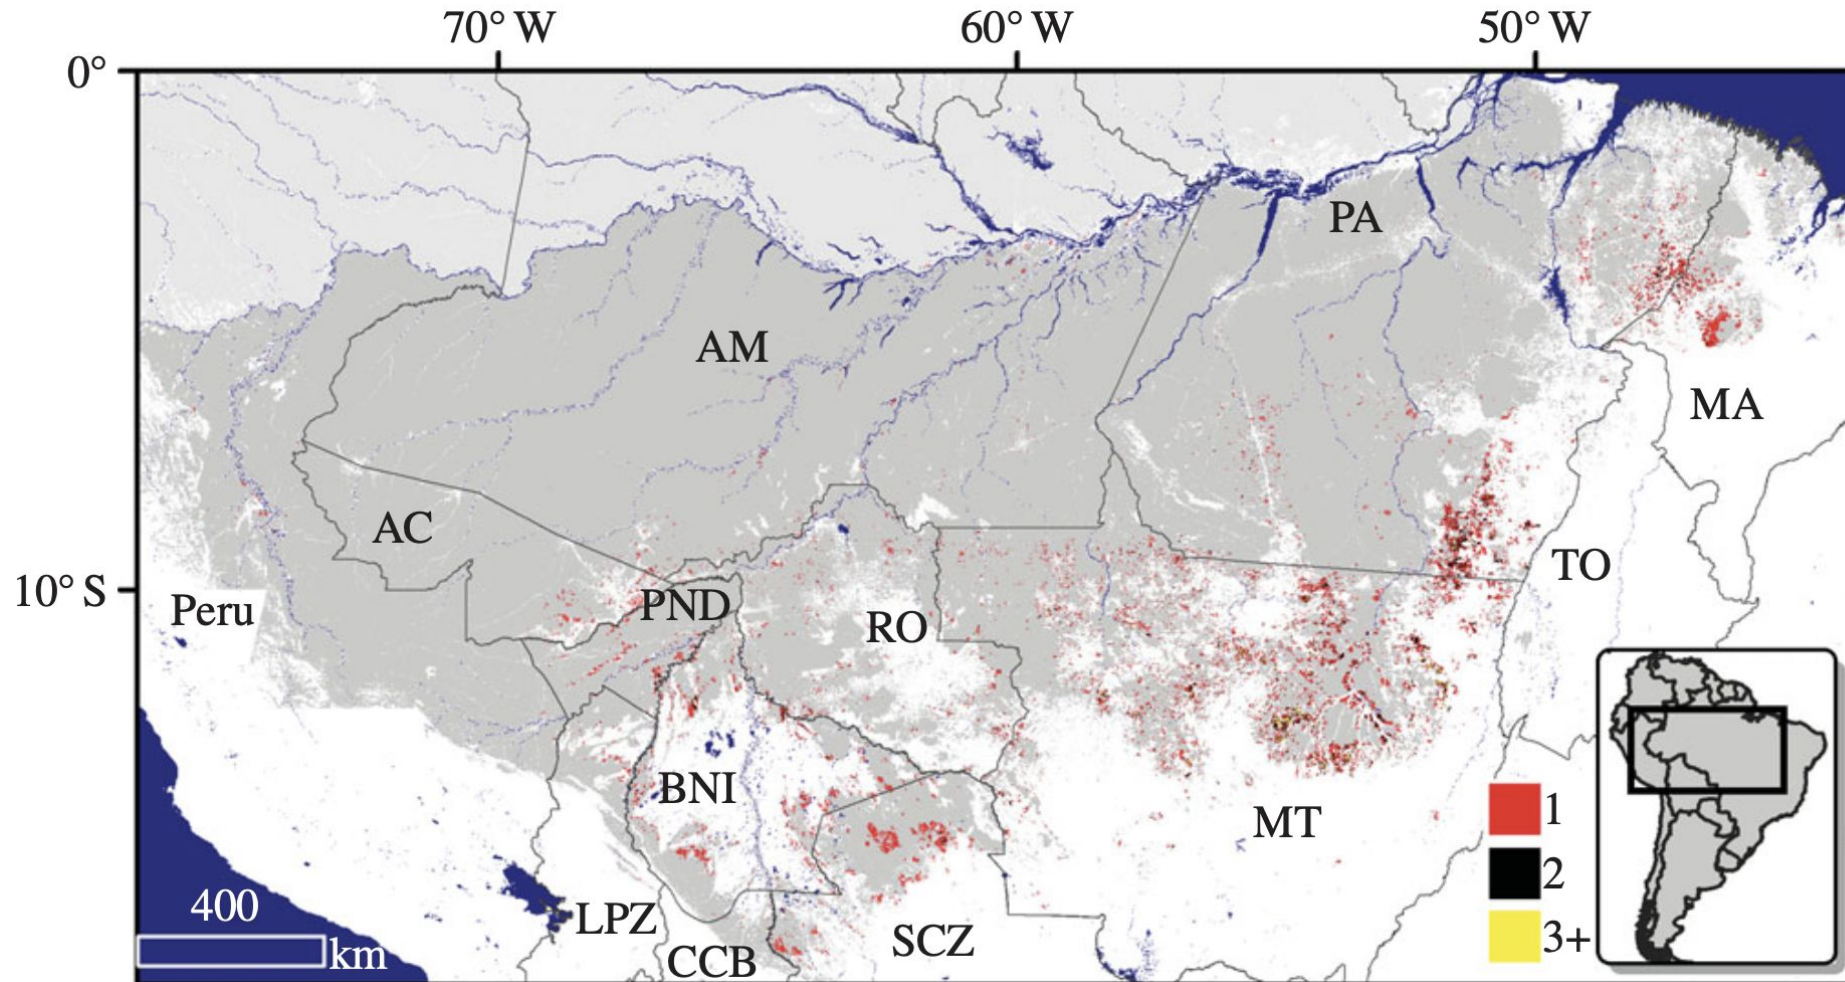 70° W
60° W
50° W
0°
PA
AM
MA
AC
TO
10° S
Peru
PND
RO
BNI
MT
1
2
3+
400
km
LPZ
SCZ
CCB